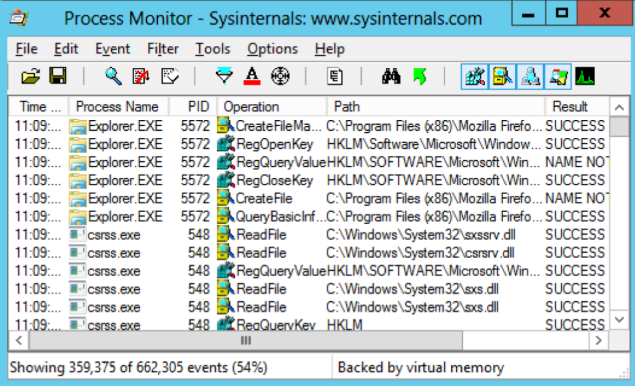 Process Monitor - Sysinternals: www.sysinternals.com
File Edit Event Filter Tools Options Help
Time ... Process Name PID Operation Path Result
11:09:... Explorer.EXE 5572 CreateFileMa... C:\Program Files (x86)\Mozilla Firefo... SUCCESS
11:09:... Explorer.EXE 5572 RegOpenKey HKLM\Software\Microsoft\Window... SUCCESS
11:09:... Explorer.EXE 5572 RegQueryValue HKLM\SOFTWARE\Microsoft\Win... NAME NOT
11:09:... Explorer.EXE 5572 RegCloseKey HKLM\SOFTWARE\Microsoft\Win... SUCCESS
11:09:... Explorer.EXE 5572 CreateFile C:\Program Files (x86)\Mozilla Firefo... NAME NOT
11:09:... Explorer.EXE 5572 QueryBasicInf... C:\Program Files (x86)\Mozilla Firefo... SUCCESS
11:09:... csrss.exe 548 ReadFile C:\Windows\System32\sxssrv.dll SUCCESS
11:09:... csrss.exe 548 ReadFile C:\Windows\System32\csrsrv.dll SUCCESS
11:09:... csrss.exe 548 RegQueryValue HKLM\SOFTWARE\Microsoft\Win... SUCCESS
11:09:... csrss.exe 548 ReadFile C:\Windows\System32\sxs.dll SUCCESS
11:09:... csrss.exe 548 ReadFile C:\Windows\System32\sxs.dll SUCCESS
11:09:... csrss.exe 548 RegQueryKey HKLM SUCCESS
Showing 359,375 of 662,305 events (54%) Backed by virtual memory